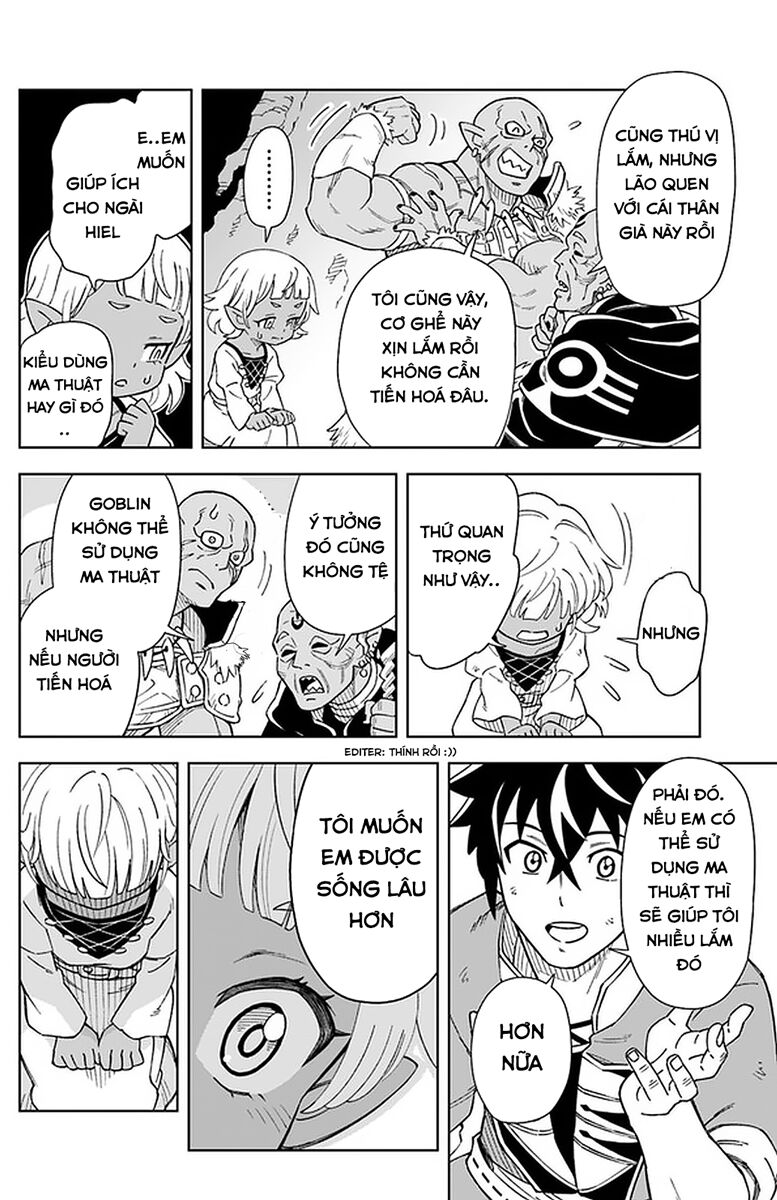 CŨNG THÚ VỊ
LẮM, NHƯNG
LÃO QUEN
VỚI CÁI THÂN
GIÀ NÀY RỒI
TÔI CŨNG VẬY,
CƠ GHỂ NÀY
XỊN LẮM RỒI
KHÔNG CẦN
TIẾN HOÁ ĐÂU.
......
E..EM
MUỐN
GIÚP ÍCH
CHO NGÀI
HIEL
KIỂU DÙNG
MA THUẬT
HAY GÌ ĐÓ
..
NHƯNG
THỨ QUAN
TRỌNG
NHƯ VẬY..
Ý TƯỞNG
ĐÓ CŨNG
KHÔNG TỆ
GOBLIN
KHÔNG THỂ
SỬ DỤNG
MA THUẬT
NHƯNG
NẾU NGƯỜI
TIẾN HOÁ
EDITER: THÍNH RỒI :))
PHẢI ĐÓ.
NẾU EM CÓ
THỂ SỬ
DỤNG MA
THUẬT THÌ
SẼ GIÚP TÔI
NHIỀU LẮM
ĐÓ
HƠN
NỮA
TÔI MUỐN
EM ĐƯỢC
SỐNG LÂU
HƠN